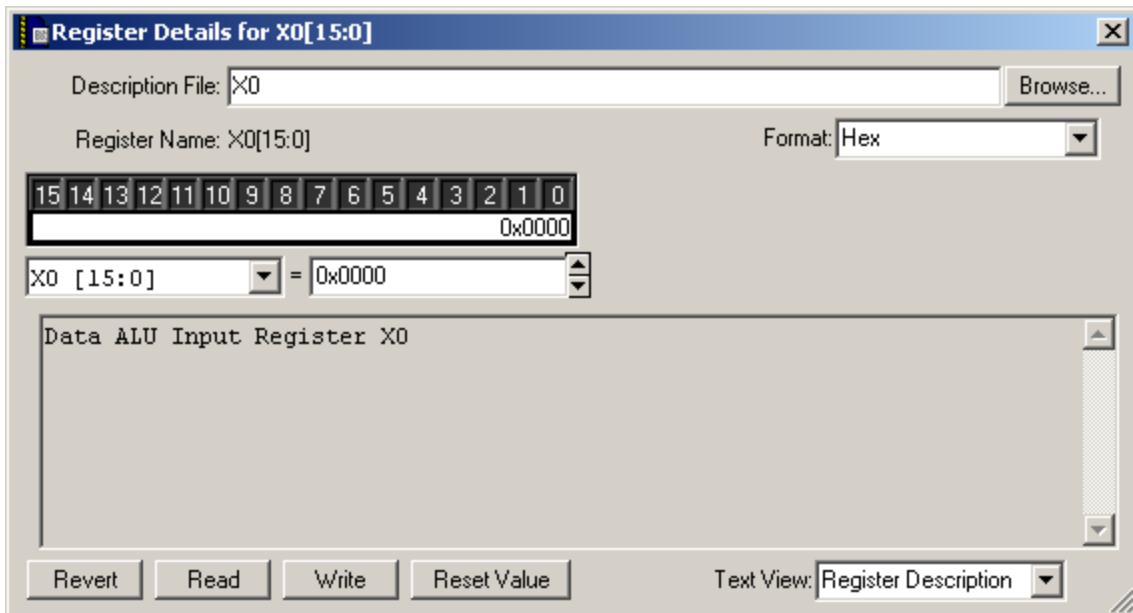 Register Details for X0[15:0]
Description File: X0 Browse...
Register Name: X0[15:0] Format: Hex
15 14 13 12 11 10 9 8 7 6 5 4 3 2 1 0
0x0000
X0 [15:0] = 0x0000
Data ALU Input Register X0
Revert Read Write Reset Value Text View: Register Description